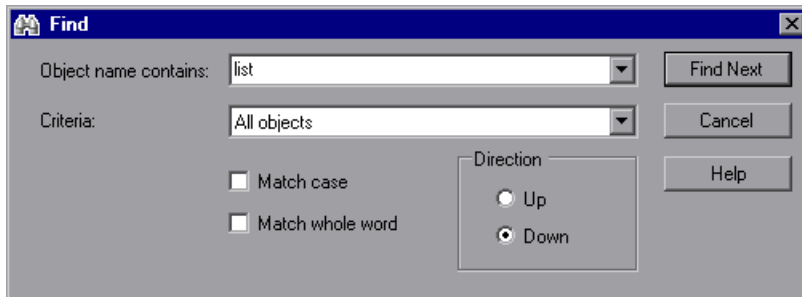 Find
Object name contains: list Find Next
Criteria: All objects Cancel
Direction Help
Match case
Up
Match whole word
Down